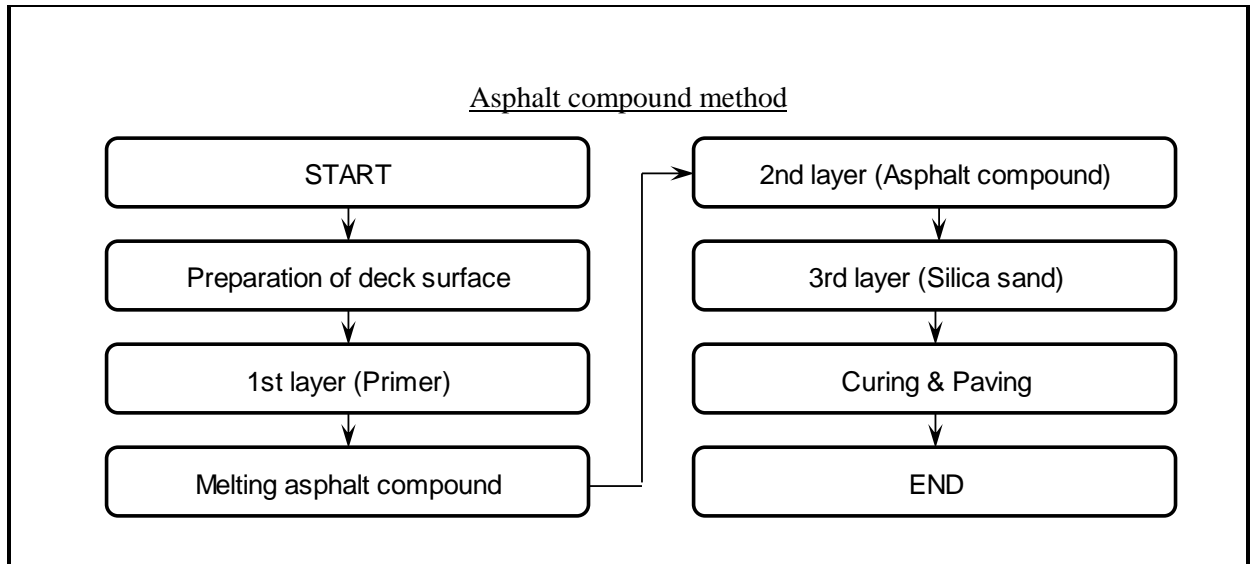 Asphalt compound method
START
Preparation of deck surface
1st layer (Primer)
Melting asphalt compound
2nd layer (Asphalt compound)
3rd layer (Silica sand)
Curing & Paving
END